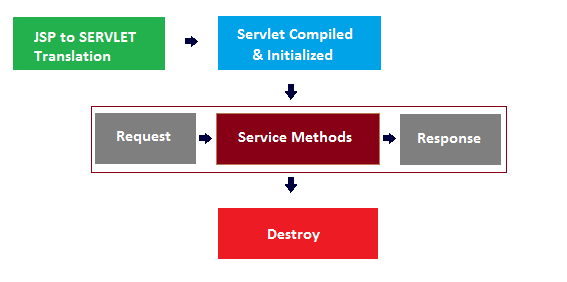 JSP to SERVLET
Translation
Servlet Compiled
& Initialized
Request
Service Methods
Response
Destroy